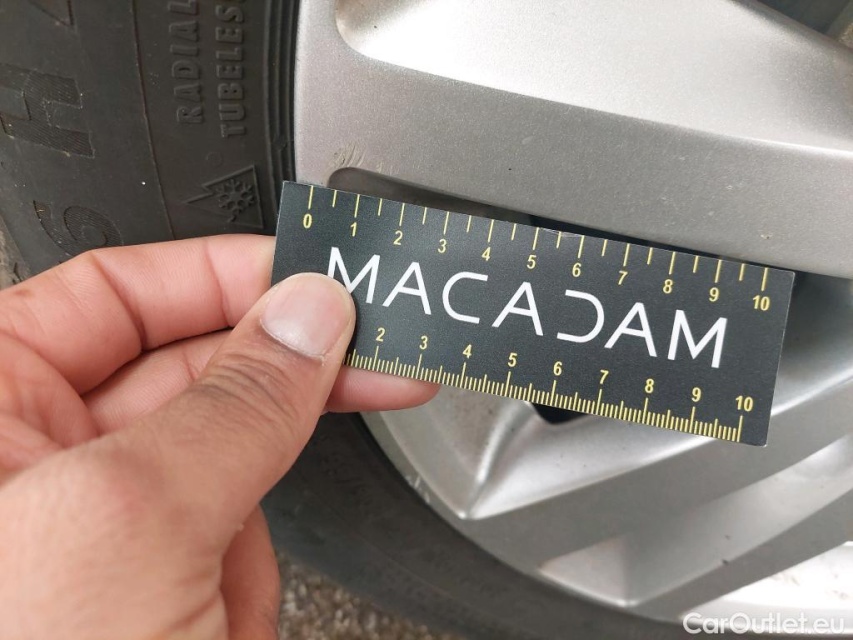 RADIAL
TUBELESS
0 1 2 3 4 5 6 7 8 9 10
MACADAM
2 3 4 5 6 7 8 9 10
CarOutlet.eu